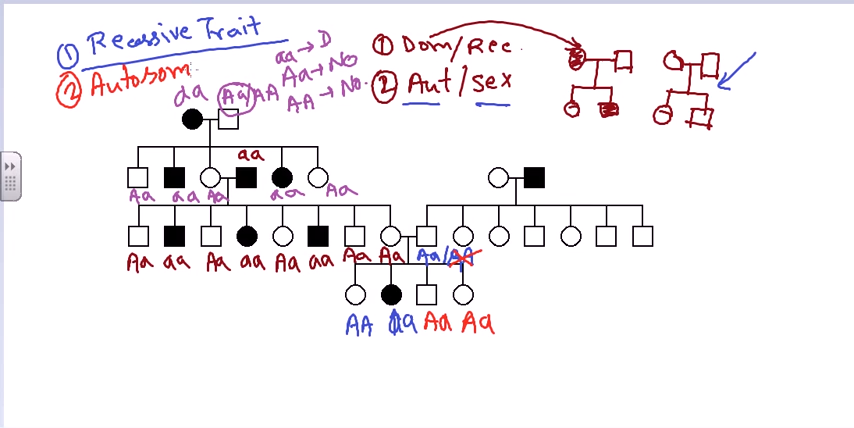 ① Recessive Trait
② Autosom
aa → D
Aa → No
AA → No.
① Dom/Rec
② Aut/Sex
aa Aa/AA
aa
Aa aa Aa aa Aa
Aa aa Aa aa Aa aa Aa Aa Aa/AA
AA aa Aa Aa